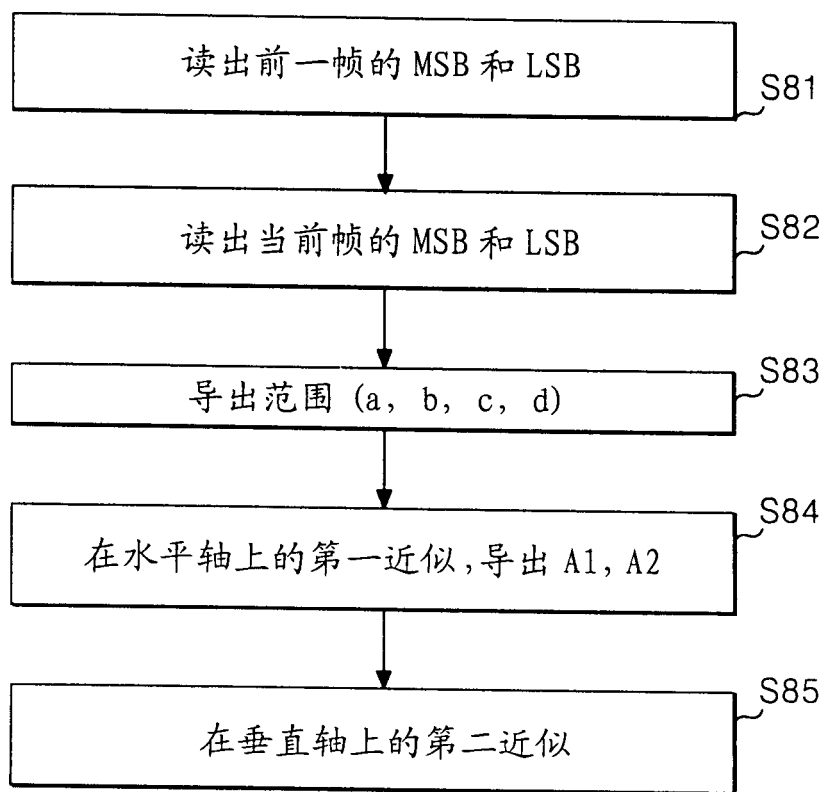 读出前一帧的 MSB 和 LSB
S81
读出当前帧的 MSB 和 LSB
S82
导出范围 (a, b, c, d)
S83
在水平轴上的第一近似,导出 A1, A2
S84
在垂直轴上的第二近似
S85